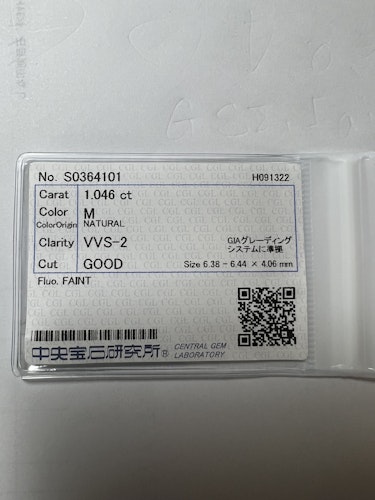 No. S0364101 H091322
Carat 1.046 ct
Color M
ColorOrigin NATURAL
Clarity VVS-2 GIAグレーディング
システムに準拠
Cut GOOD Size 6.38 - 6.44 × 4.06 mm
Fluo. FAINT
中央宝石研究所® CENTRAL GEM
LABORATORY